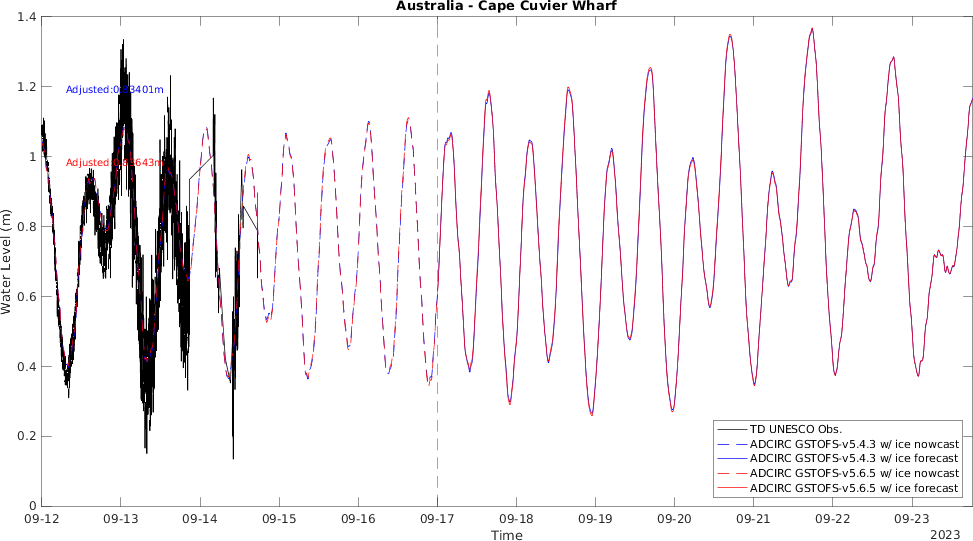 Australia - Cape Cuvier Wharf
1.4
1.2
1
0.8
0.6
0.4
0.2
0
Water Level (m)
Adjusted:
Adjusted:
TD UNESCO Obs.
ADCIRC GSTOFS-v5.4.3 w/ ice nowcast
ADCIRC GSTOFS-v5.4.3 w/ ice forecast
ADCIRC GSTOFS-v5.6.5 w/ ice nowcast
ADCIRC GSTOFS-v5.6.5 w/ ice forecast
09-12 09-13 09-14 09-15 09-16 09-17 09-18 09-19 09-20 09-21 09-22 09-23
Time
2023